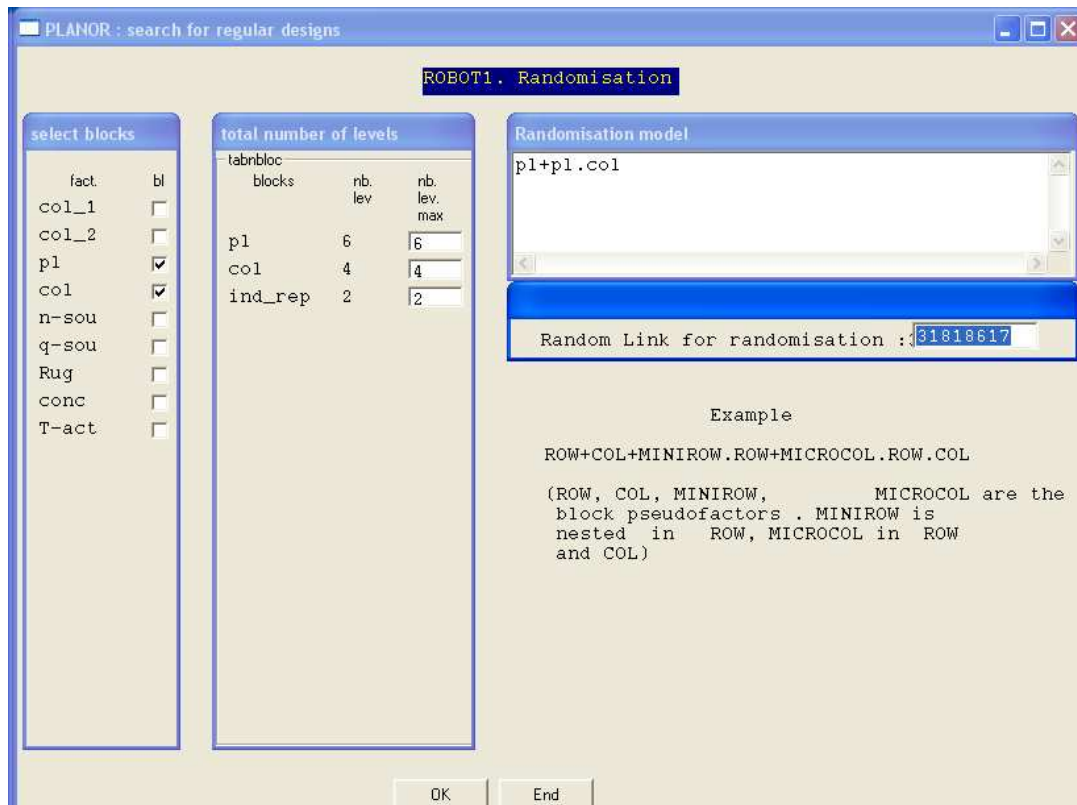 PLANOR : search for regular designs
ROBOT1. Randomisation
select blocks
fact. bl
col_1
col_2
pl
col
n-sou
q-sou
Rug
conc
T-act
total number of levels
tabnbloc
blocks nb. lev nb. lev. max
pl 6 6
col 4 4
ind_rep 2 2
Randomisation model
pl+pl.col
Random Link for randomisation : 31818617
Example
ROW+COL+MINIROW.ROW+MICROCOL.ROW.COL
(ROW, COL, MINIROW, MICROCOL are the
block pseudofactors . MINIROW is
nested in ROW, MICROCOL in ROW
and COL)
OK End